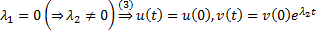 λ₁ = 0 (⇒ λ₂ ≠ 0) ⇒⁽³⁾ u(t) = u(0), v(t) = v(0)e^{λ₂t}